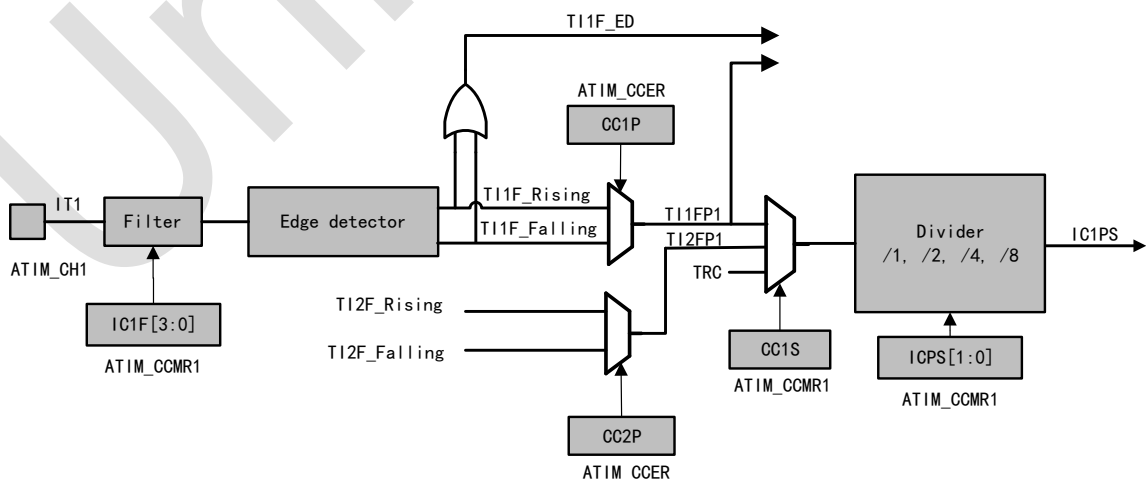 TI1F_ED
ATIM_CCER
CC1P
IT1
Filter
Edge detector
TI1F_Rising
TI1F_Falling
TI1FP1
TI2FP1
TRC
Divider
/1, /2, /4, /8
IC1PS
ATIM_CH1
IC1F[3:0]
ATIM_CCMR1
TI2F_Rising
TI2F_Falling
CC1S
ATIM_CCMR1
ICPS[1:0]
ATIM_CCMR1
CC2P
ATIM CCER